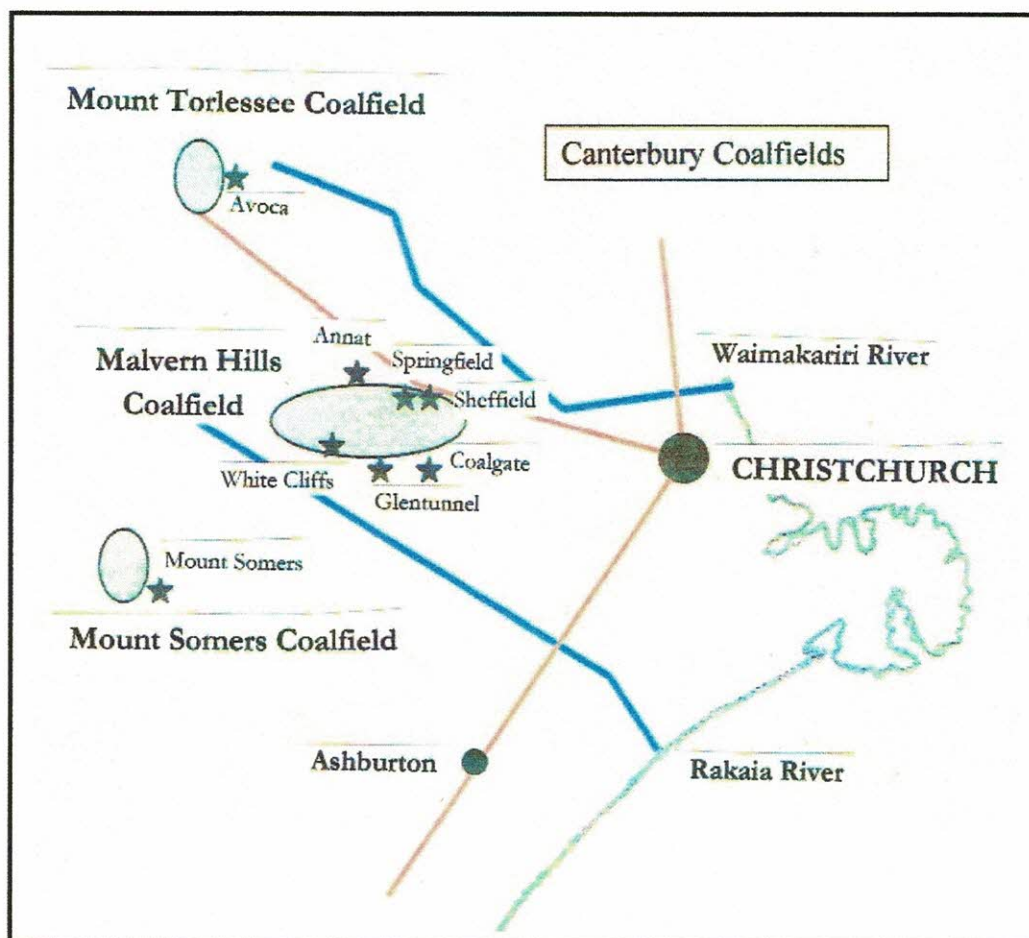 Mount Torlessee Coalfield
Canterbury Coalfields
Avoca
Annat
Malvern Hills
Coalfield
Springfield
Sheffield
Waimakariri River
White Cliffs
Coalgate
Glentunnel
CHRISTCHURCH
Mount Somers
Mount Somers Coalfield
Ashburton
Rakaia River